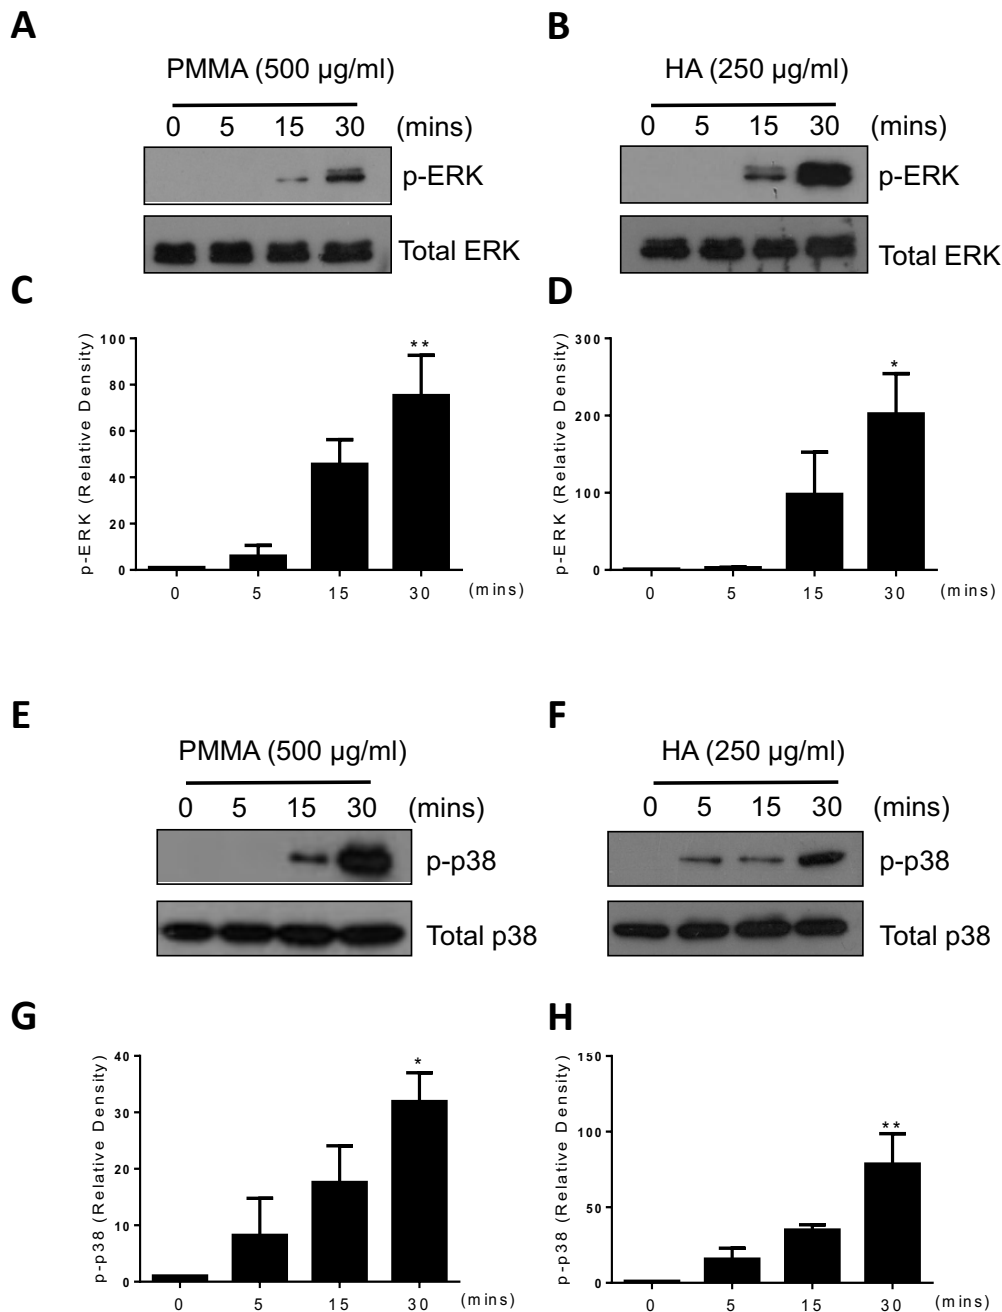 A
B
PMMA (500 µg/ml)
HA (250 µg/ml)
0 5 15 30 (mins)
0 5 15 30 (mins)
p-ERK
p-ERK
Total ERK
Total ERK
C
D
p-ERK (Relative Density)
100
80
60
40
20
0
**
0 5 15 30 (mins)
p-ERK (Relative Density)
300
200
100
0
*
0 5 15 30 (mins)
E
F
PMMA (500 µg/ml)
HA (250 µg/ml)
0 5 15 30 (mins)
0 5 15 30 (mins)
p-p38
p-p38
Total p38
Total p38
G
H
p-p38 (Relative Density)
40
30
20
10
0
*
0 5 15 30 (mins)
p-p38 (Relative Density)
150
100
50
0
**
0 5 15 30 (mins)